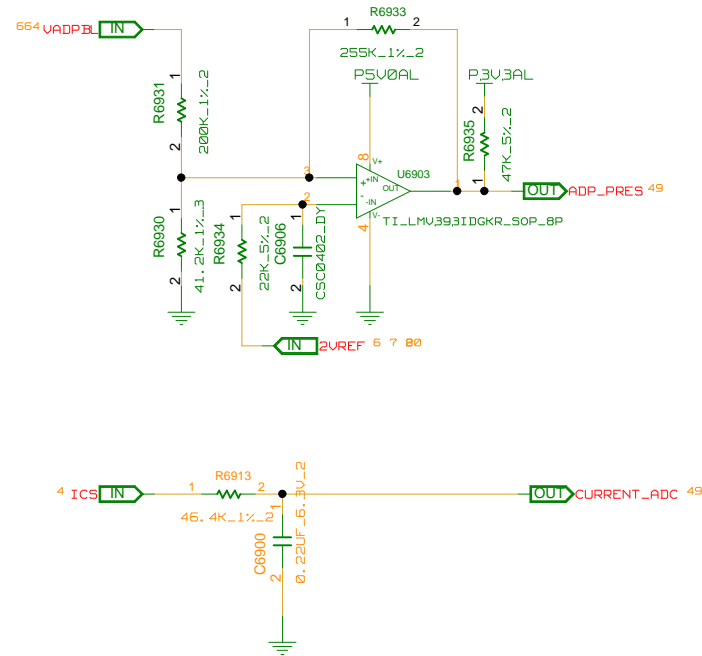 R6933
1 2
664 VADPBL IN
255K_1%_2
P5V0AL
P3V3AL
1
R6931
200K_1%_2
2
2
R6935
47K_5%_2
1
8
V+
U6903
3
+
+IN
OUT
1
OUT ADP_PRES 49
2
-
-IN
V-
4
TI_LMV393IDGKR_SOP_8P
1
R6930
41.2K_1%_3
2
1
R6934
22K_5%_2
2
1
C6906
CSC0402_DY
2
IN 2VREF 6 7 80
4 ICS IN
1
R6913
2
46.4K_1%_2
1
C6900
0.22UF_6.3V_2
2
OUT CURRENT_ADC 49